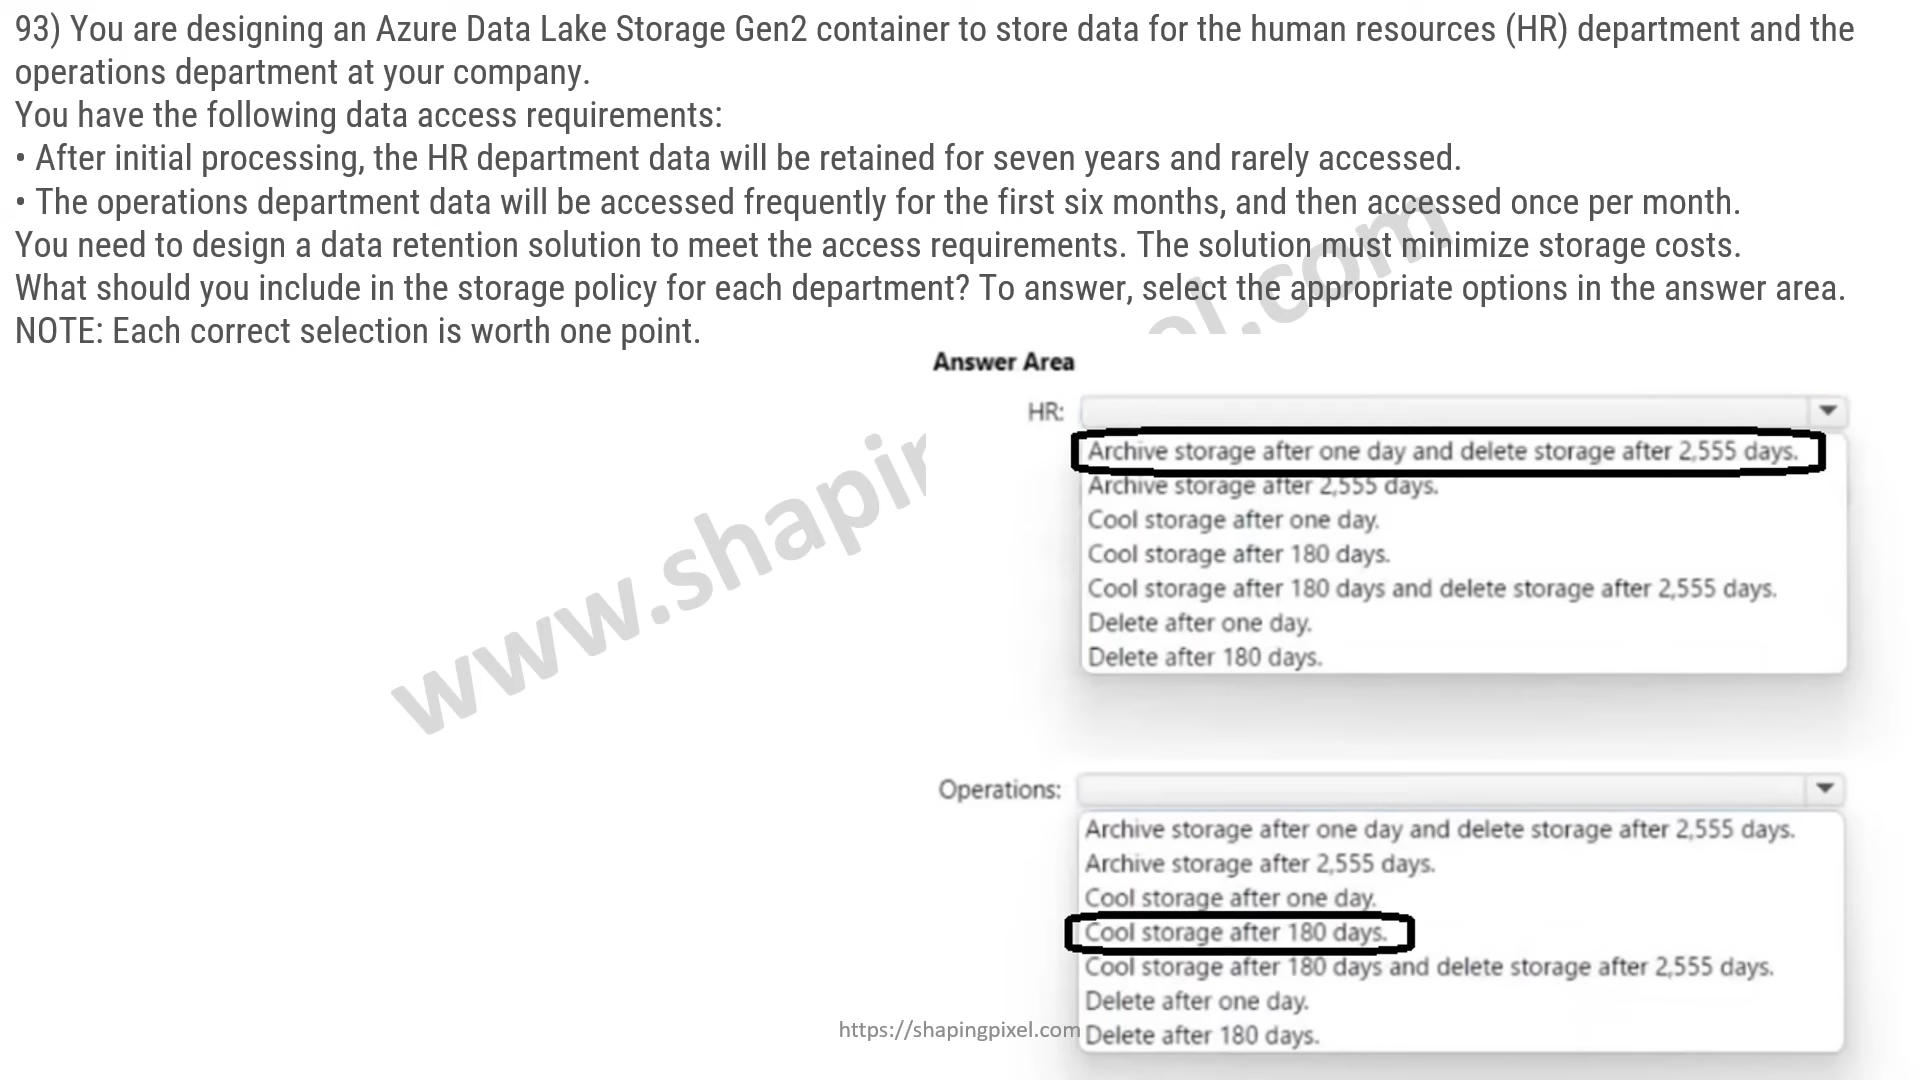 93) You are designing an Azure Data Lake Storage Gen2 container to store data for the human resources (HR) department and the
operations department at your company.
You have the following data access requirements:
• After initial processing, the HR department data will be retained for seven years and rarely accessed.
• The operations department data will be accessed frequently for the first six months, and then accessed once per month.
You need to design a data retention solution to meet the access requirements. The solution must minimize storage costs.
What should you include in the storage policy for each department? To answer, select the appropriate options in the answer area.
NOTE: Each correct selection is worth one point.
Answer Area
HR:
Archive storage after one day and delete storage after 2,555 days.
Archive storage after 2,555 days.
Cool storage after one day.
Cool storage after 180 days.
Cool storage after 180 days and delete storage after 2,555 days.
Delete after one day.
Delete after 180 days.
Operations:
Archive storage after one day and delete storage after 2,555 days.
Archive storage after 2,555 days.
Cool storage after one day.
Cool storage after 180 days.
Cool storage after 180 days and delete storage after 2,555 days.
Delete after one day.
Delete after 180 days.
https://shapingpixel.com